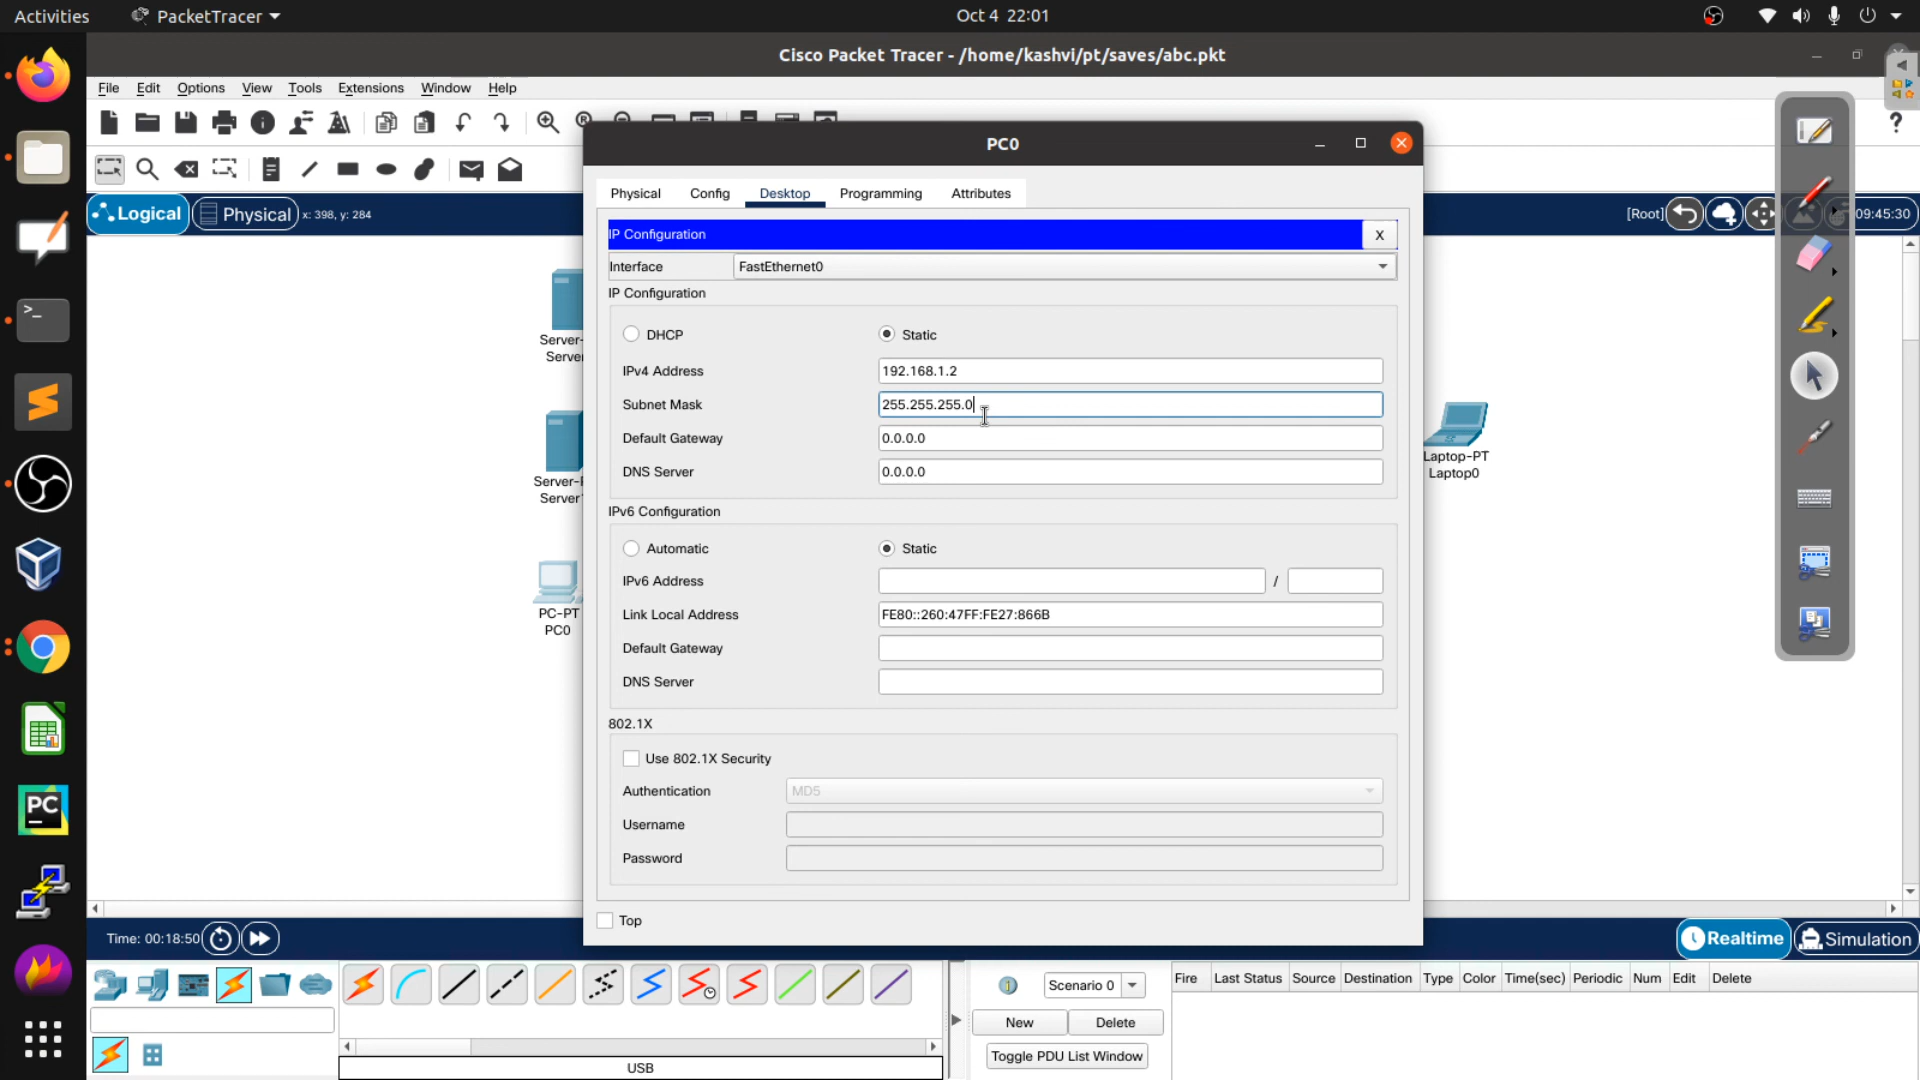 Activities PacketTracer Oct 4 22:01
Cisco Packet Tracer - /home/kashvi/pt/saves/abc.pkt
File Edit Options View Tools Extensions Window Help
?
PC0
Physical Config Desktop Programming Attributes
Logical Physical x: 398, y: 284 [Root] 09:45:30
IP Configuration X
Interface FastEthernet0
IP Configuration
DHCP Static
IPv4 Address 192.168.1.2
Subnet Mask 255.255.255.0
Default Gateway 0.0.0.0
DNS Server 0.0.0.0
IPv6 Configuration
Automatic Static
IPv6 Address /
Link Local Address FE80::260:47FF:FE27:866B
Default Gateway
DNS Server
802.1X
Use 802.1X Security
Authentication MD5
Username
Password
Top
Server-
Server
Server-
Server
PC-PT
PC0
Laptop-PT
Laptop0
>_
PC
Time: 00:18:50 Realtime Simulation
Scenario 0
New Delete
Toggle PDU List Window
Fire Last Status Source Destination Type Color Time(sec) Periodic Num Edit Delete
USB